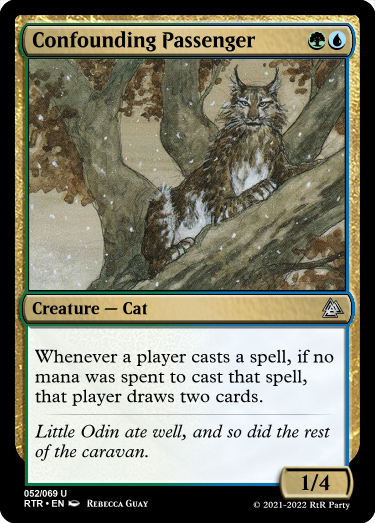 Confounding Passenger
Creature — Cat
Whenever a player casts a spell, if no
mana was spent to cast that spell,
that player draws two cards.
Little Odin ate well, and so did the rest
of the caravan.
1/4
052/069 U
RTR • EN Rebecca Guay
© 2021-2022 RtR Party